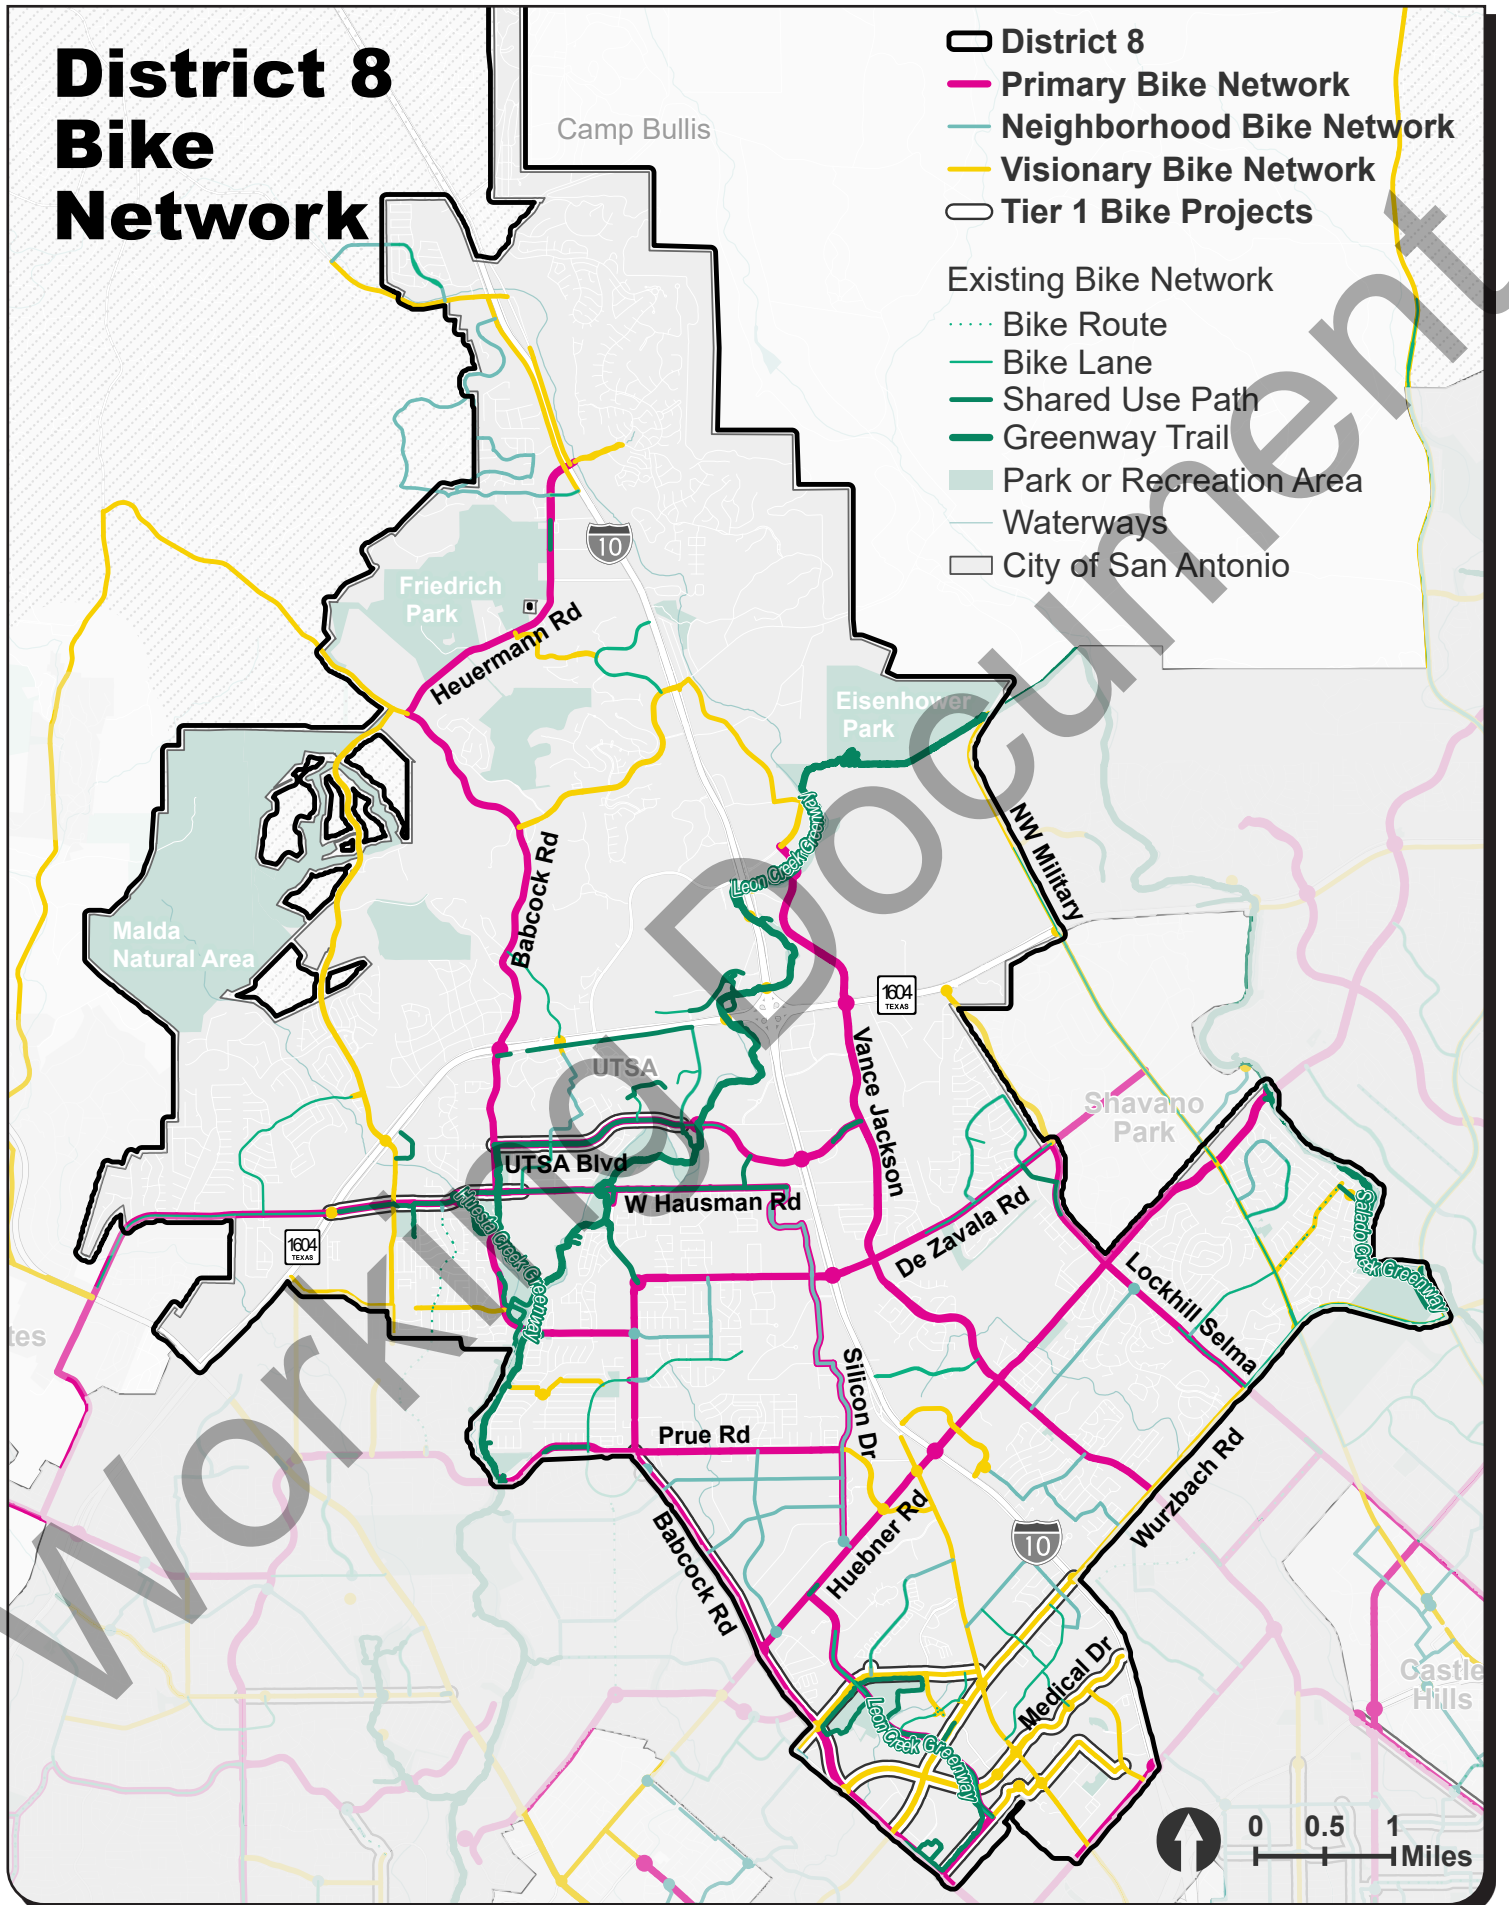 District 8
Bike
Network
District 8
Primary Bike Network
Neighborhood Bike Network
Visionary Bike Network
Tier 1 Bike Projects
Existing Bike Network
Bike Route
Bike Lane
Shared Use Path
Greenway Trail
Park or Recreation Area
Waterways
City of San Antonio
Camp Bullis
10
Friedrich
Park
Heuermann Rd
Eisenhower
Park
NW Military
Leon Creek Greenway
Babcock Rd
Malda
Natural Area
1604
TEXAS
Vance Jackson
UTSA
Shavano
Park
UTSA Blvd
W Hausman Rd
Huesta Creek Greenway
1604
TEXAS
De Zavala Rd
Salado Creek Greenway
Lockhill Selma
tes
Silicon Dr
Prue Rd
Wurzbach Rd
Huebner Rd
Babcock Rd
10
Medical Dr
Castle
Hills
Leon Creek Greenway
0 0.5 1
Miles
Working Document